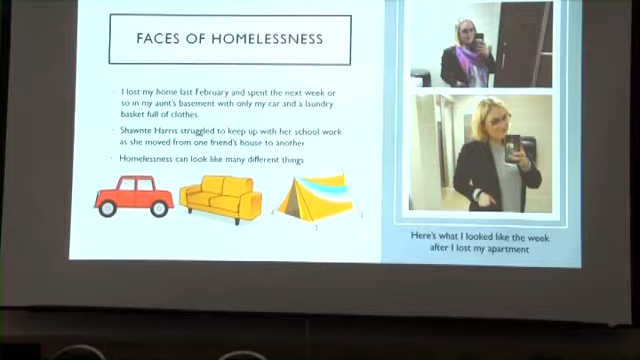 FACES OF HOMELESSNESS
· I lost my home last February and spent the next week or
so in my aunt's basement with only my car and a laundry
basket full of clothes.
· Shawnte Harris struggled to keep up with her school work
as she moved from one friend's house to another
· Homelessness can look like many different things
Here's what I looked like the week
after I lost my apartment